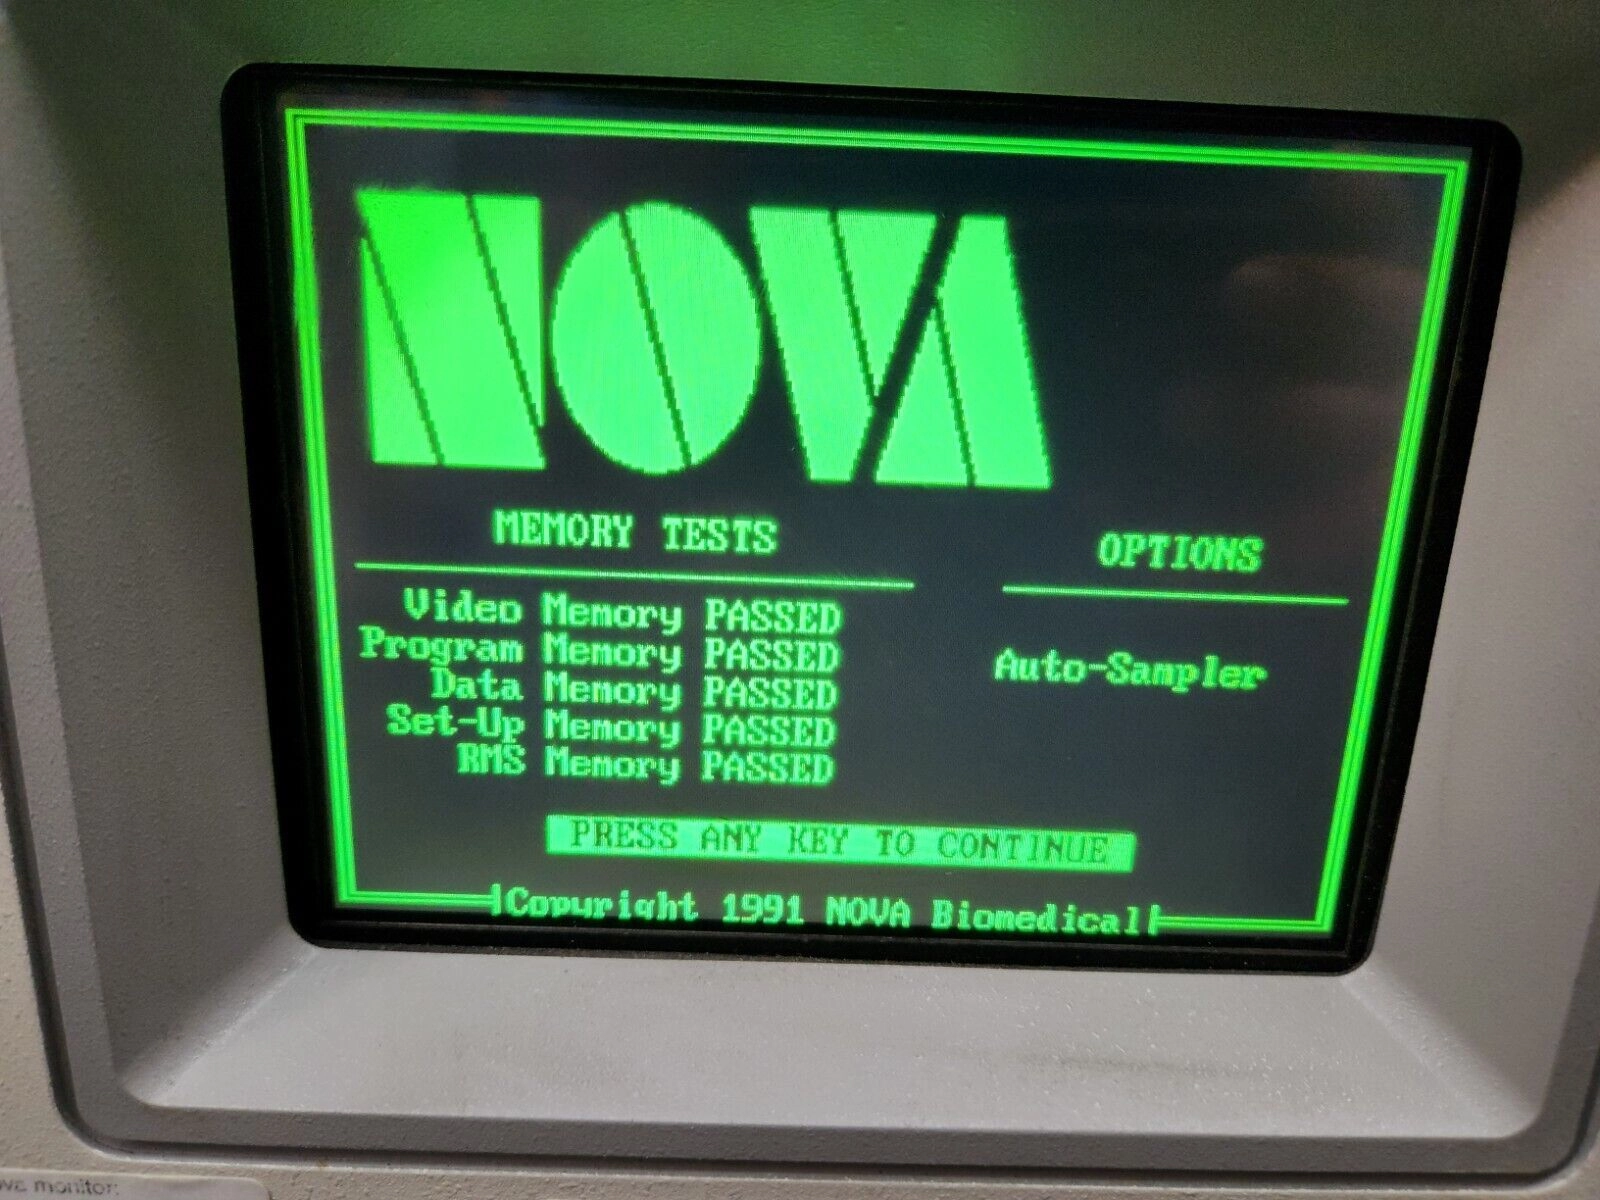 NOVA
MEMORY TESTS
Video Memory PASSED
Program Memory PASSED
Data Memory PASSED
Set-Up Memory PASSED
RMS Memory PASSED
OPTIONS
Auto-Sampler
PRESS ANY KEY TO CONTINUE
Copyright 1991 NOVA Biomedical
monitor: